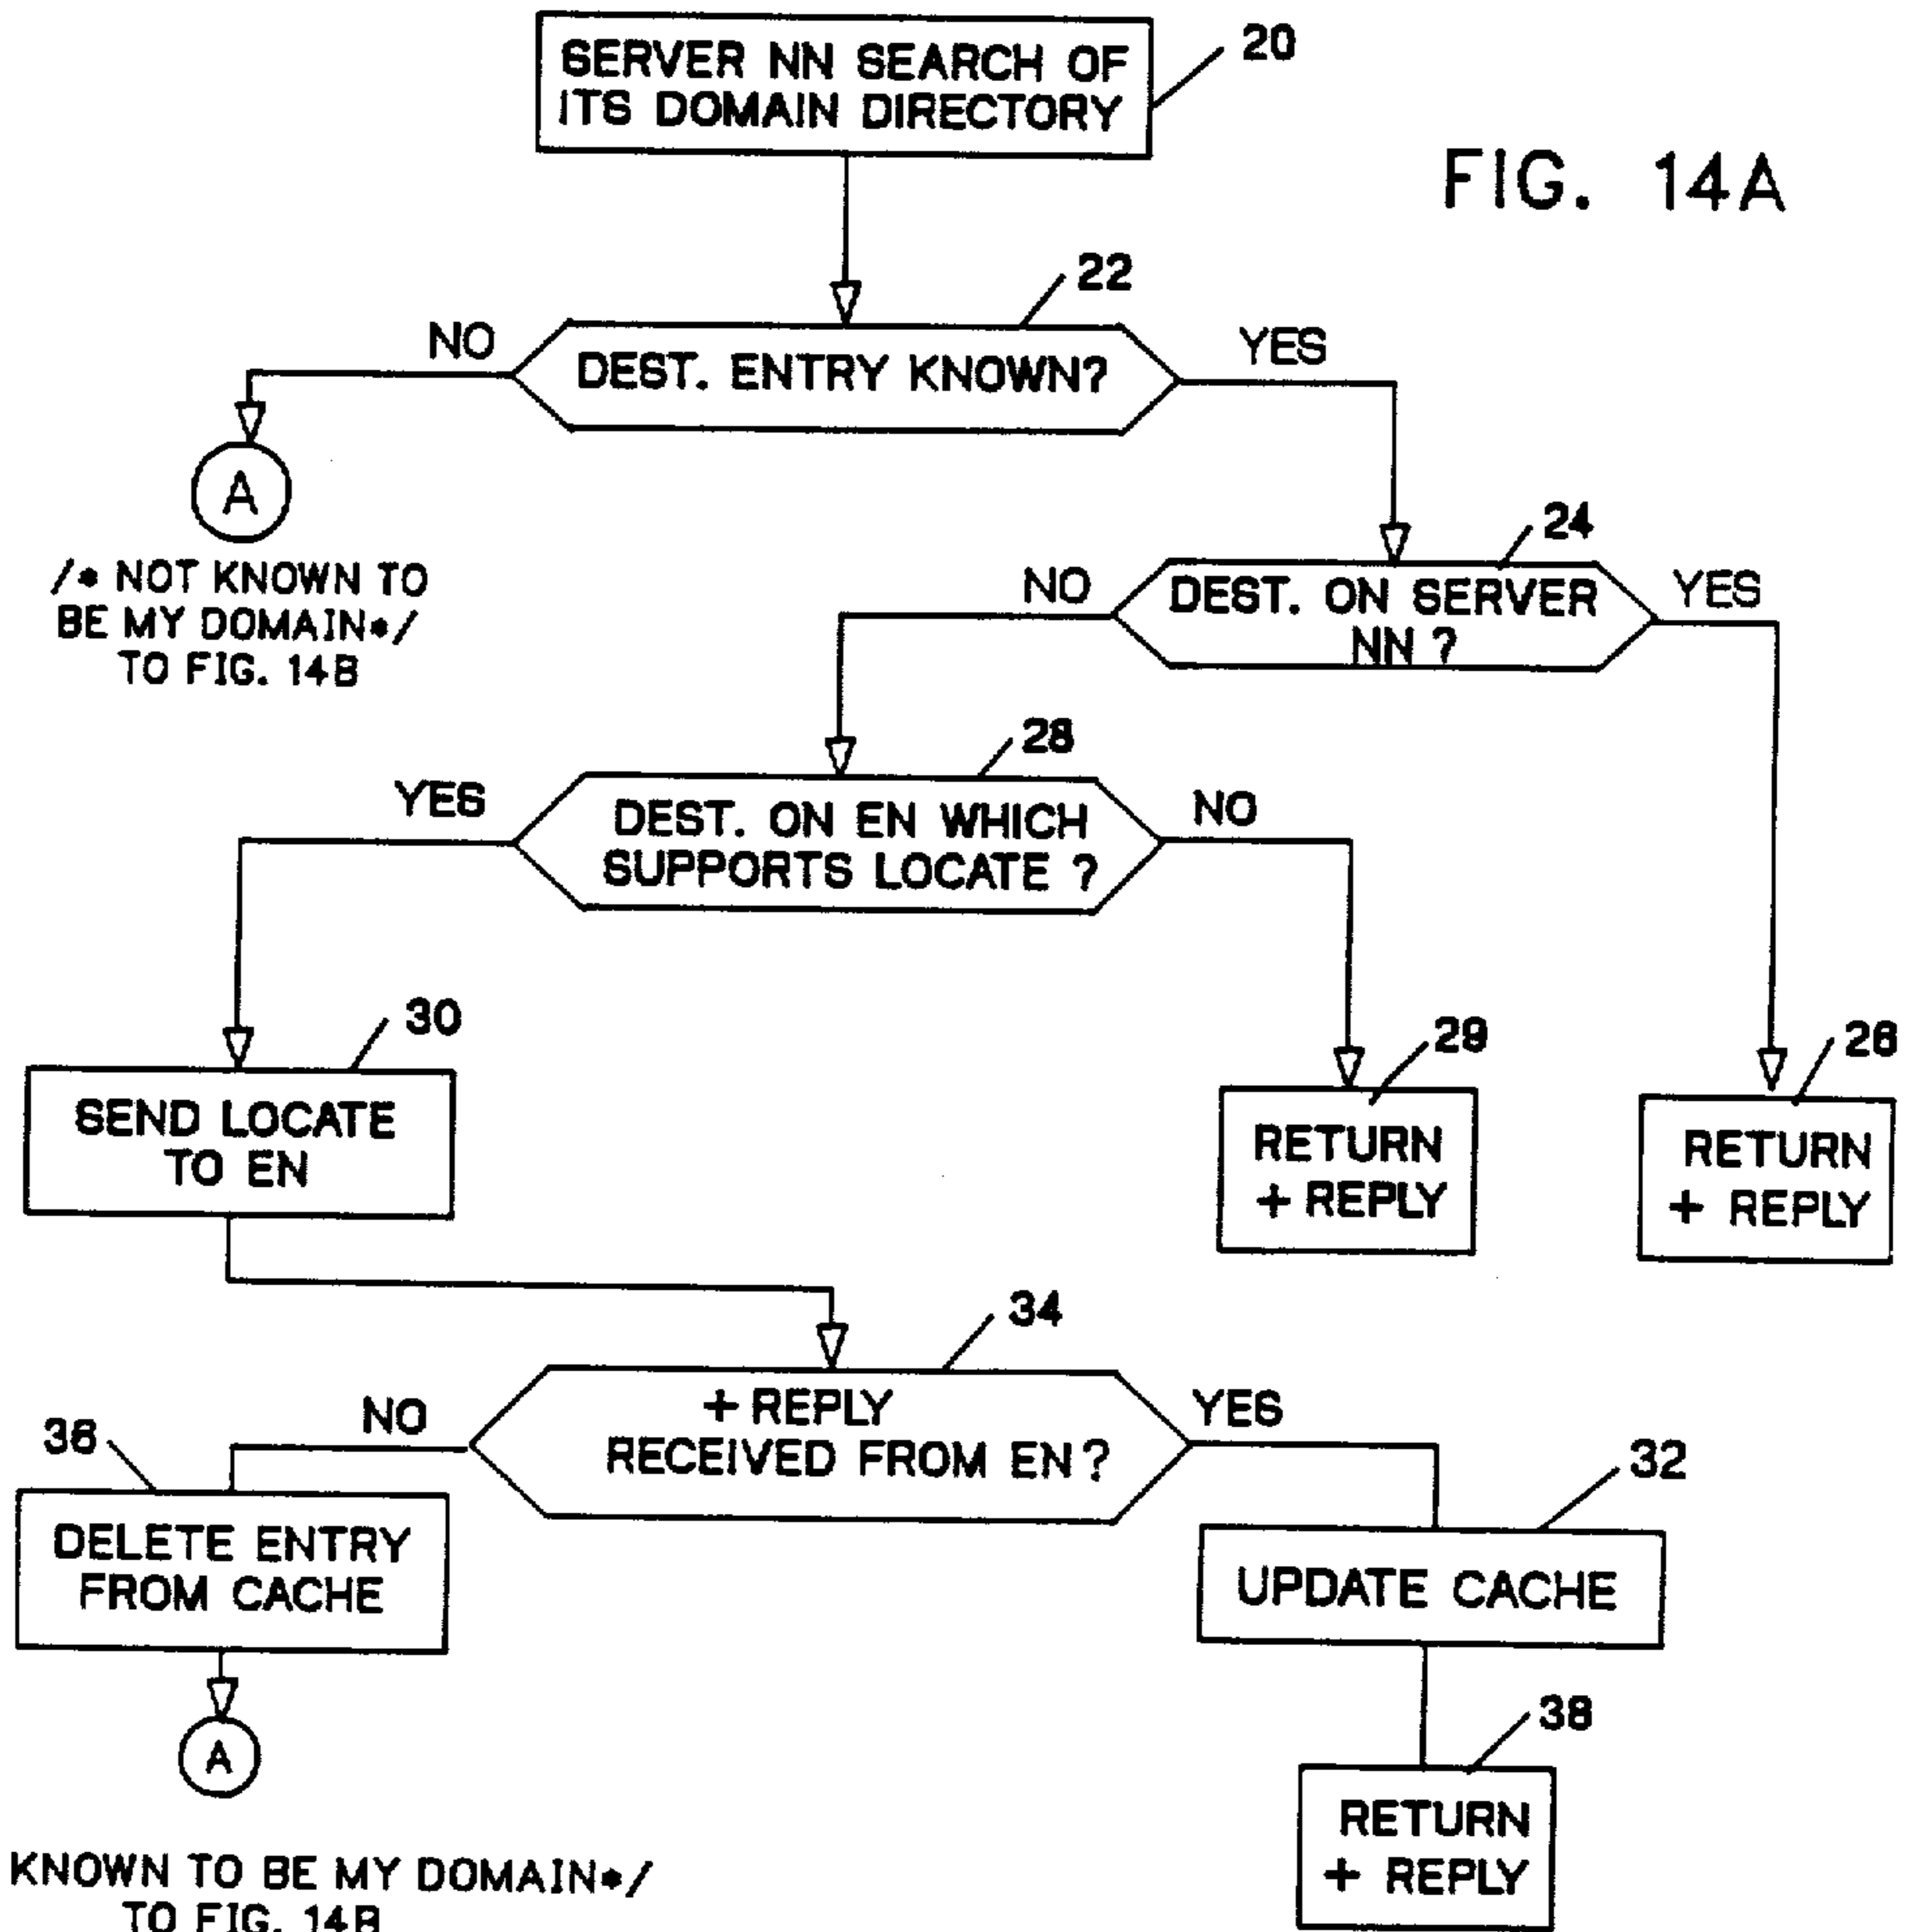 SERVER NN SEARCH OF
ITS DOMAIN DIRECTORY
20
FIG. 14A
22
NO
DEST. ENTRY KNOWN?
YES
A
/* NOT KNOWN TO
BE MY DOMAIN*/
TO FIG. 14B
24
NO
DEST. ON SERVER
NN ?
YES
28
YES
DEST. ON EN WHICH
SUPPORTS LOCATE ?
NO
30
SEND LOCATE
TO EN
29
RETURN
+ REPLY
26
RETURN
+ REPLY
34
NO
+ REPLY
RECEIVED FROM EN ?
YES
36
DELETE ENTRY
FROM CACHE
32
UPDATE CACHE
A
38
RETURN
+ REPLY
KNOWN TO BE MY DOMAIN*/
TO FIG. 14B